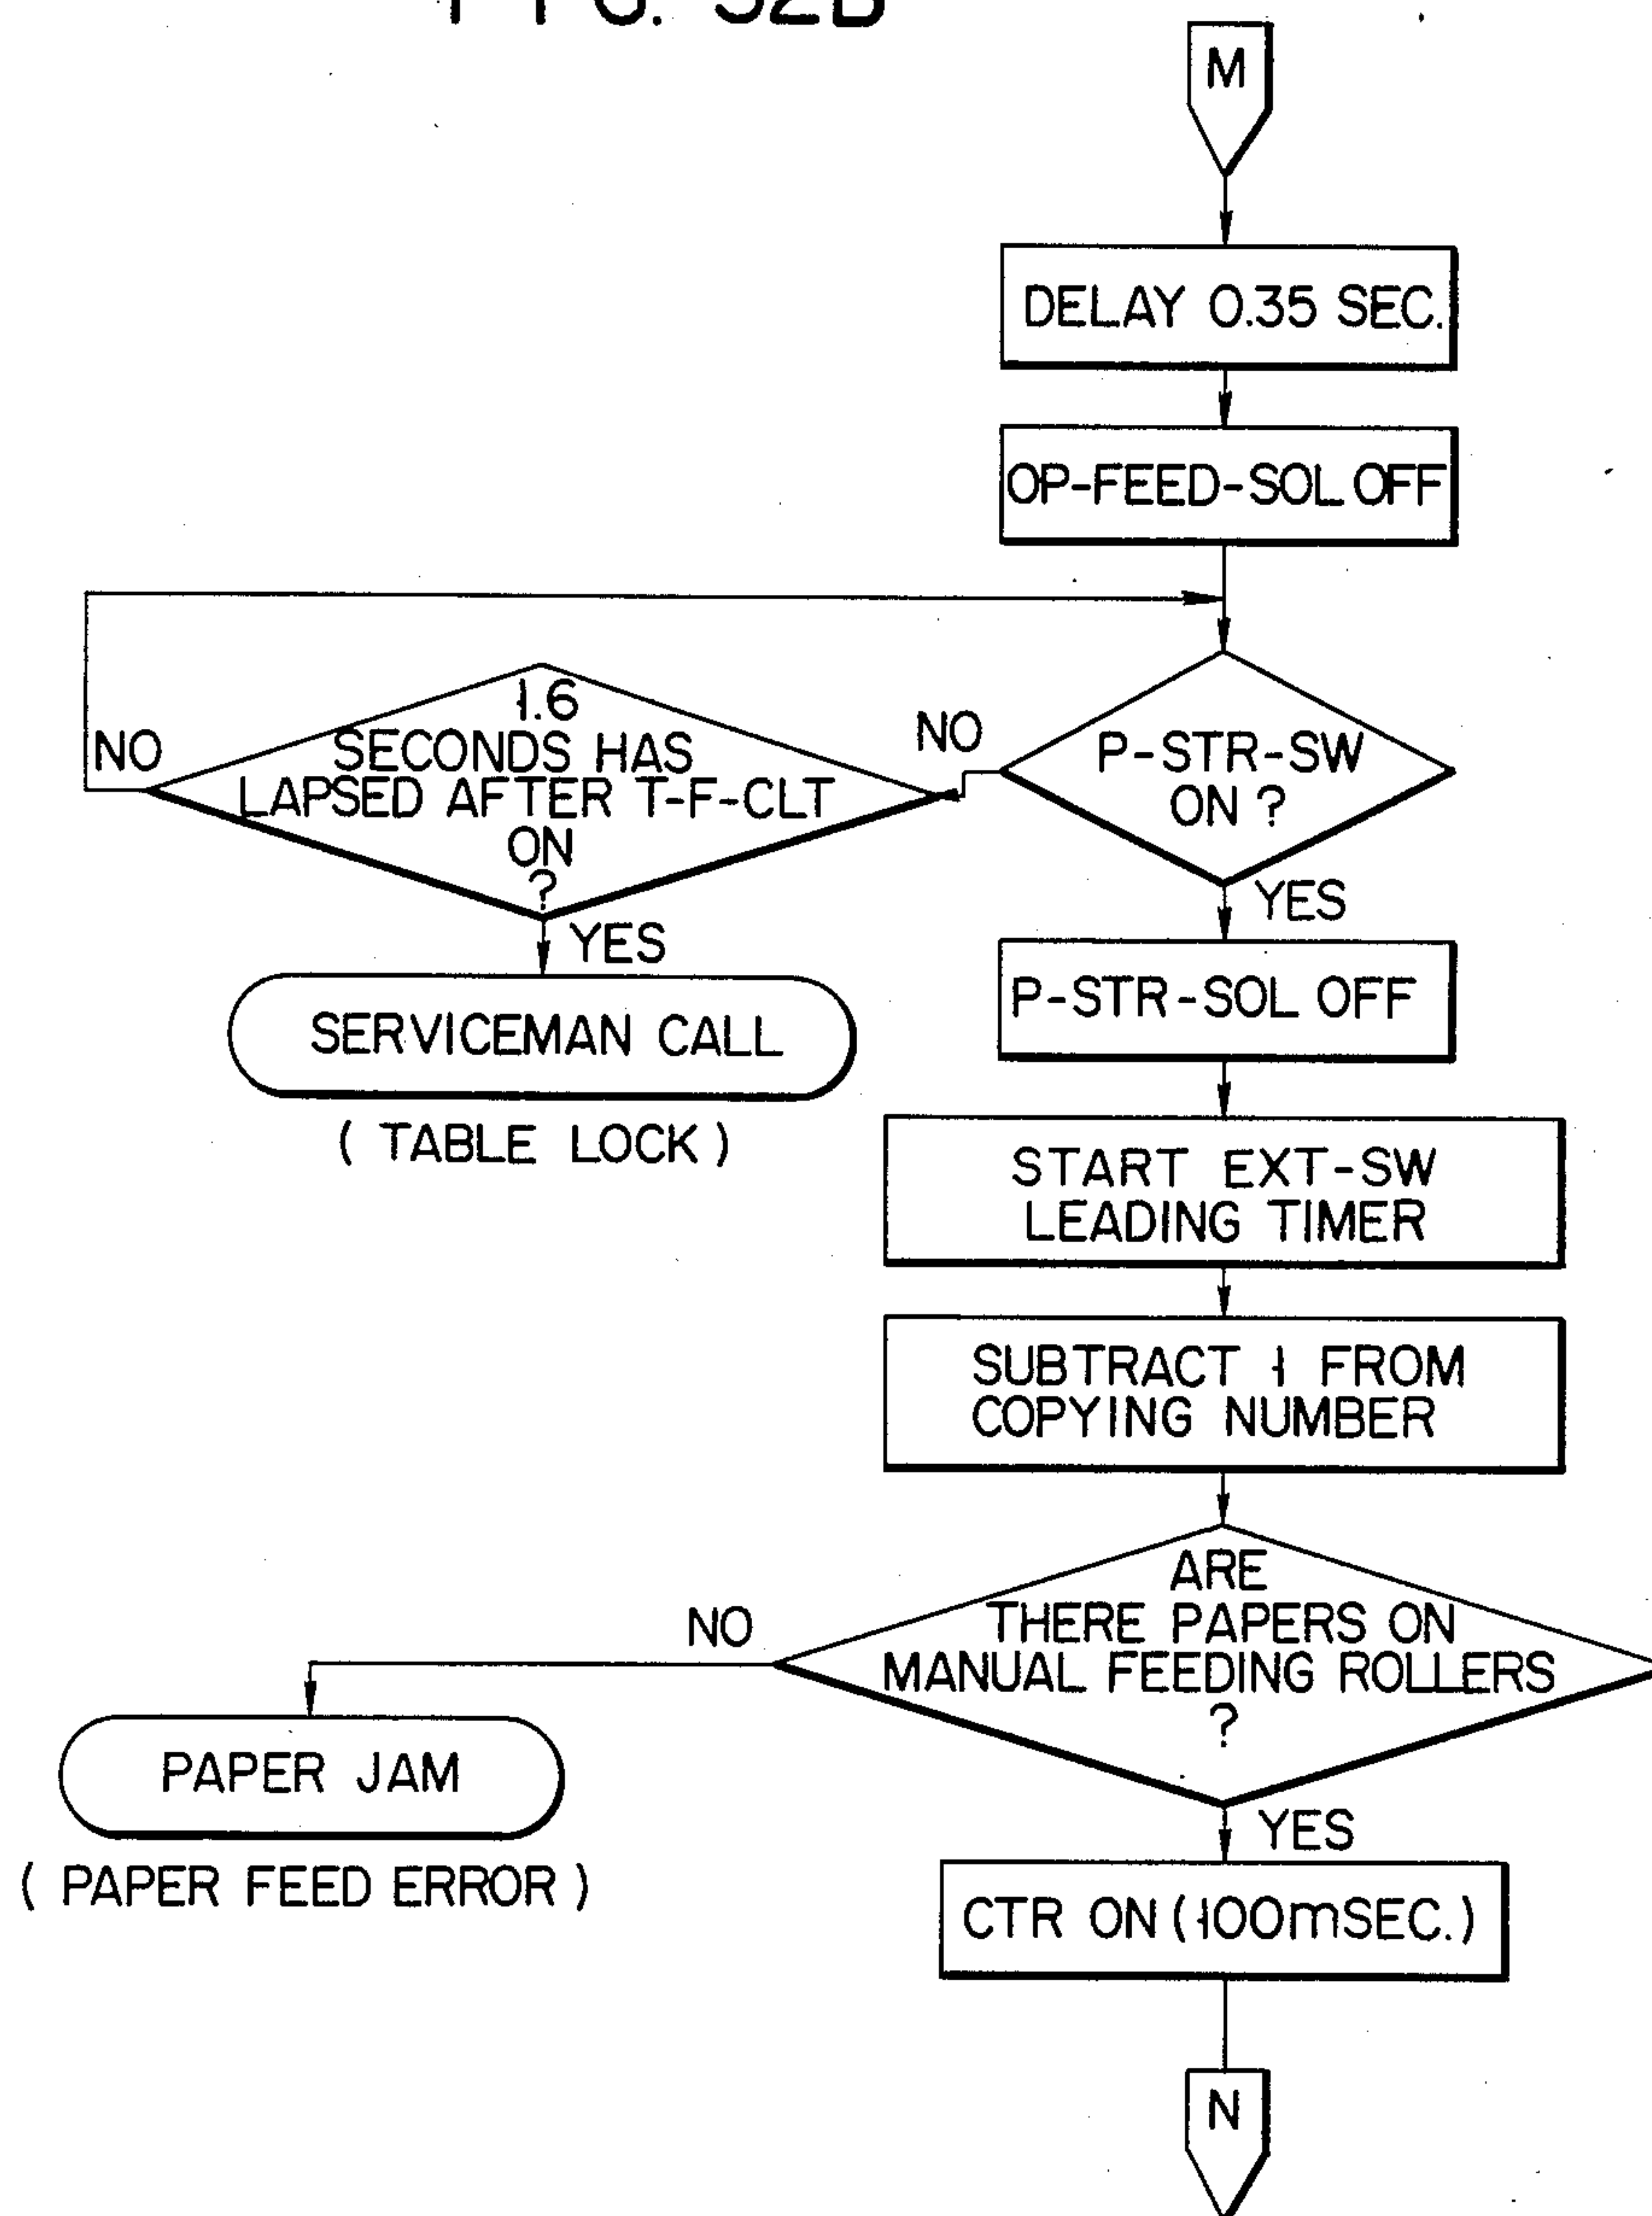 FIG. 32B
M
DELAY 0.35 SEC.
OP-FEED-SOL OFF
1.6
SECONDS HAS
LAPSED AFTER T-F-CLT
ON
?
NO
NO
P-STR-SW
ON ?
YES
YES
SERVICEMAN CALL
( TABLE LOCK )
P-STR-SOL OFF
START EXT-SW
LEADING TIMER
SUBTRACT 1 FROM
COPYING NUMBER
ARE
THERE PAPERS ON
MANUAL FEEDING ROLLERS
?
NO
PAPER JAM
( PAPER FEED ERROR )
YES
CTR ON (100mSEC.)
N